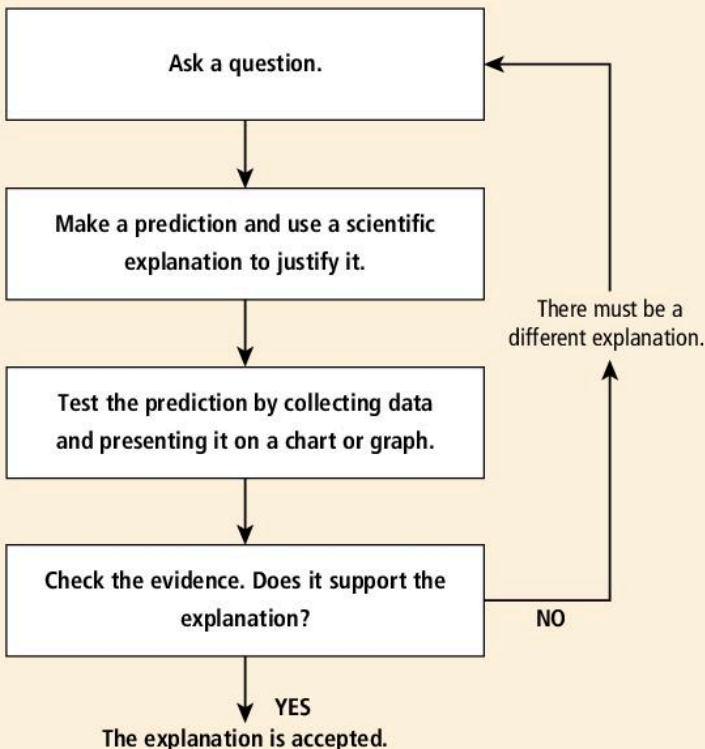 Ask a question.
Make a prediction and use a scientific
explanation to justify it.
There must be a
different explanation.
Test the prediction by collecting data
and presenting it on a chart or graph.
Check the evidence. Does it support the
explanation?
NO
YES
The explanation is accepted.